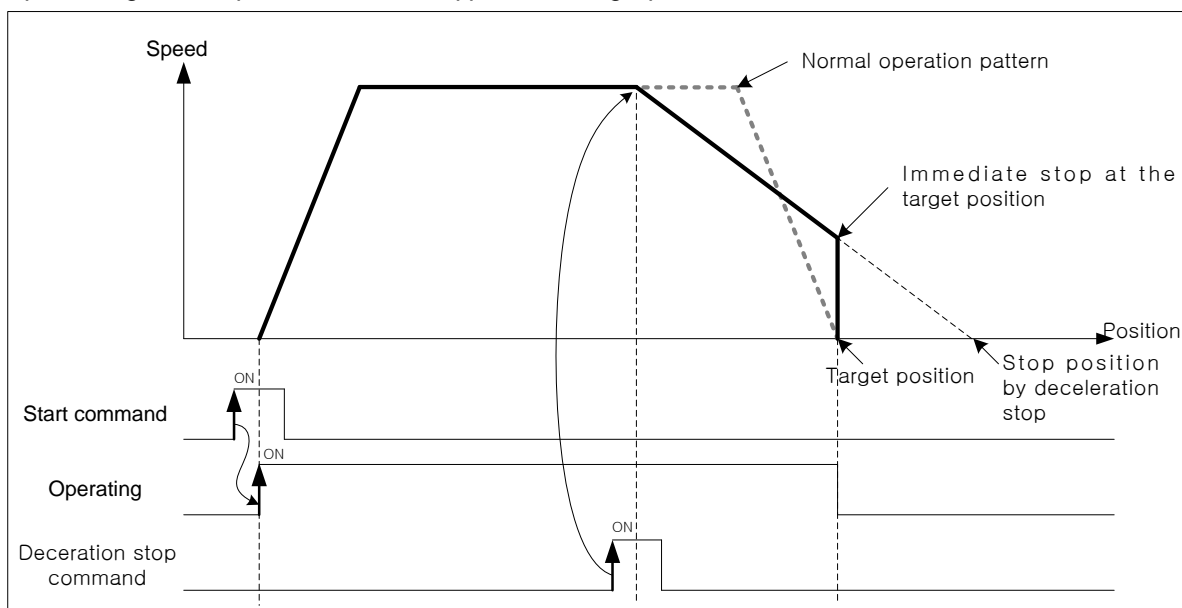 Speed
Normal operation pattern
Immediate stop at the
target position
Position
Target position
Stop position
by deceleration
stop
ON
Start command
ON
Operating
ON
Deceration stop
command